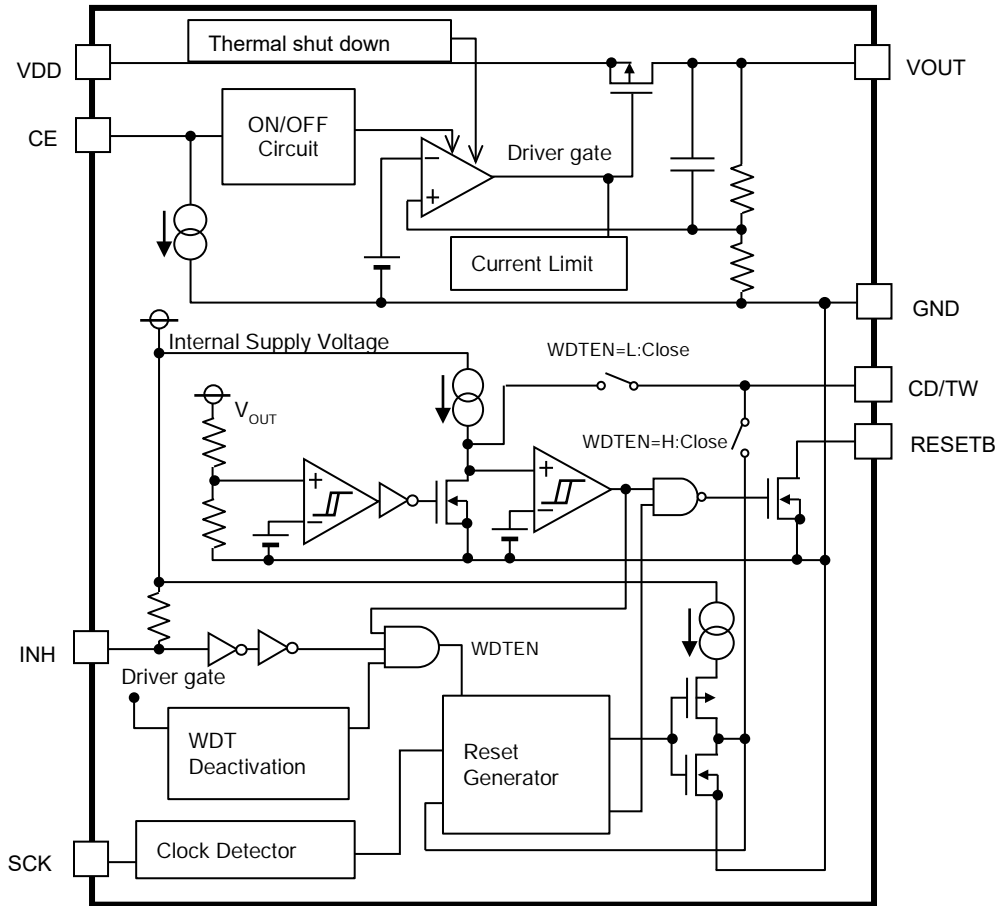 Thermal shut down
VDD
VOUT
CE
ON/OFF
Circuit
Driver gate
−
+
Current Limit
GND
Internal Supply Voltage
WDTEN=L:Close
CD/TW
VOUT
WDTEN=H:Close
RESETB
+
−
+
−
INH
WDTEN
Driver gate
WDT
Deactivation
Reset
Generator
SCK
Clock Detector